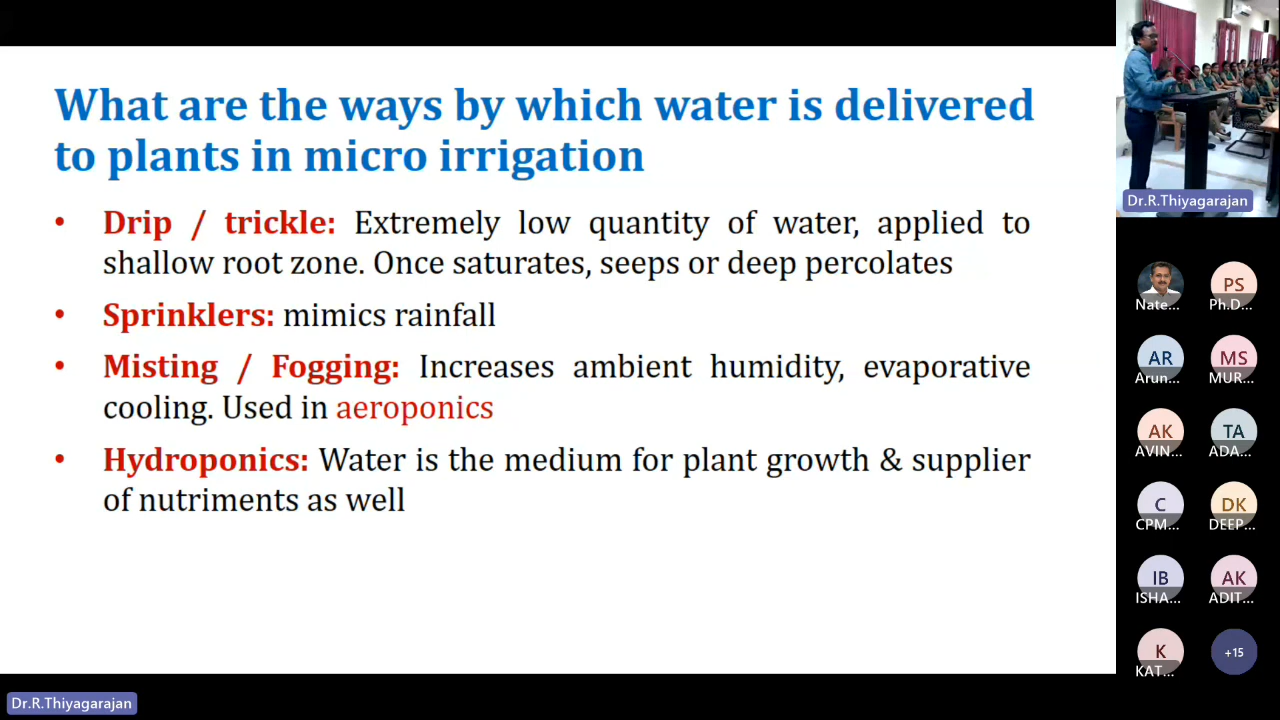 What are the ways by which water is delivered
to plants in micro irrigation
• Drip / trickle: Extremely low quantity of water, applied to
shallow root zone. Once saturates, seeps or deep percolates
• Sprinklers: mimics rainfall
• Misting / Fogging: Increases ambient humidity, evaporative
cooling. Used in aeroponics
• Hydroponics: Water is the medium for plant growth & supplier
of nutriments as well
Dr.R.Thiyagarajan
Nate...
PS
Ph.D...
AR
Arun...
MS
MUR...
AK
AVIN...
TA
ADA...
C
CPM...
DK
DEEP...
IB
ISHA...
AK
ADIT...
K
KAT...
+15
Dr.R.Thiyagarajan